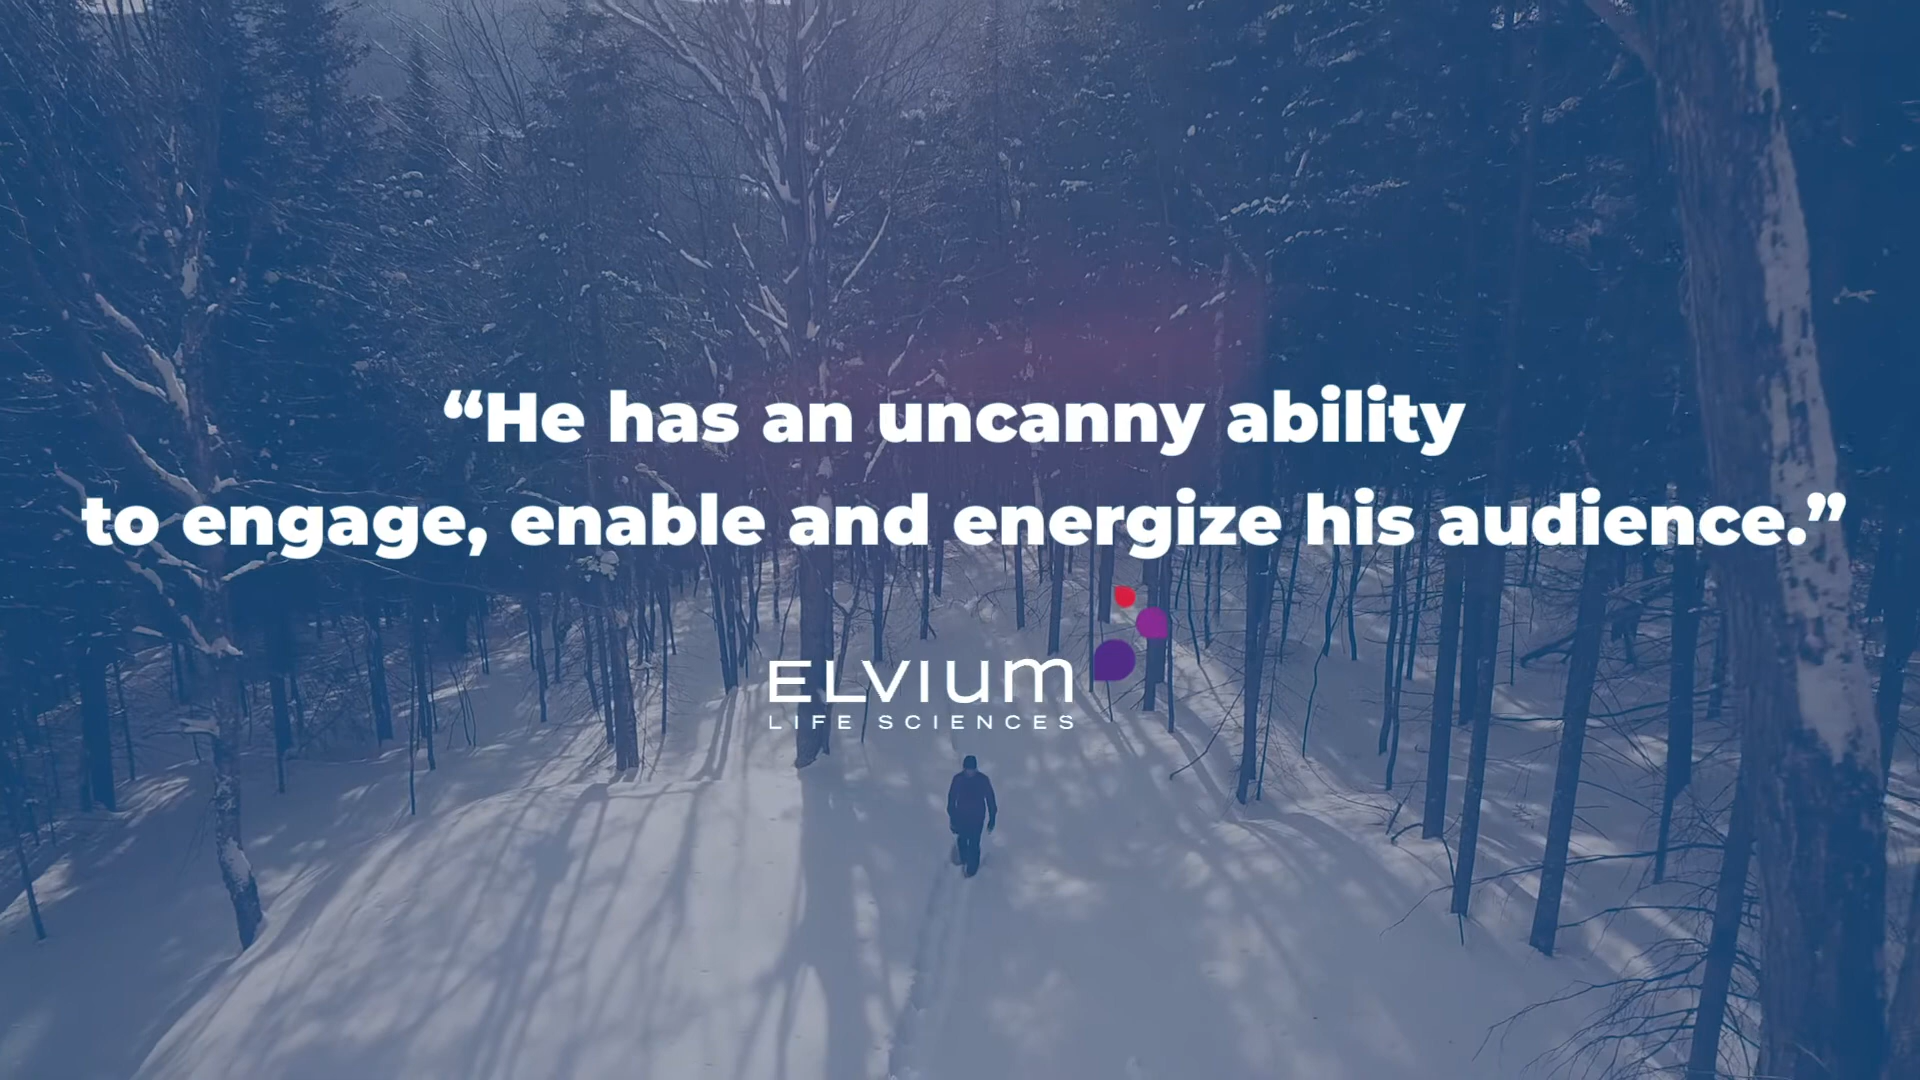 “He has an uncanny ability
to engage, enable and energize his audience.”
ELVIUM
LIFE SCIENCES